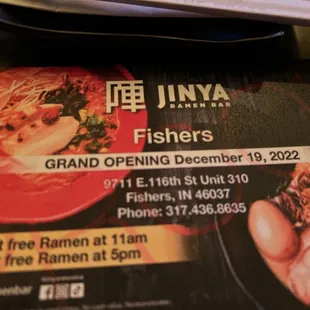 陣 JINYA
RAMEN BAR
Fishers
GRAND OPENING December 19, 2022
9711 E.116th St Unit 310
Fishers, IN 46037
Phone: 317.436.8635
free Ramen at 11am
free Ramen at 5pm